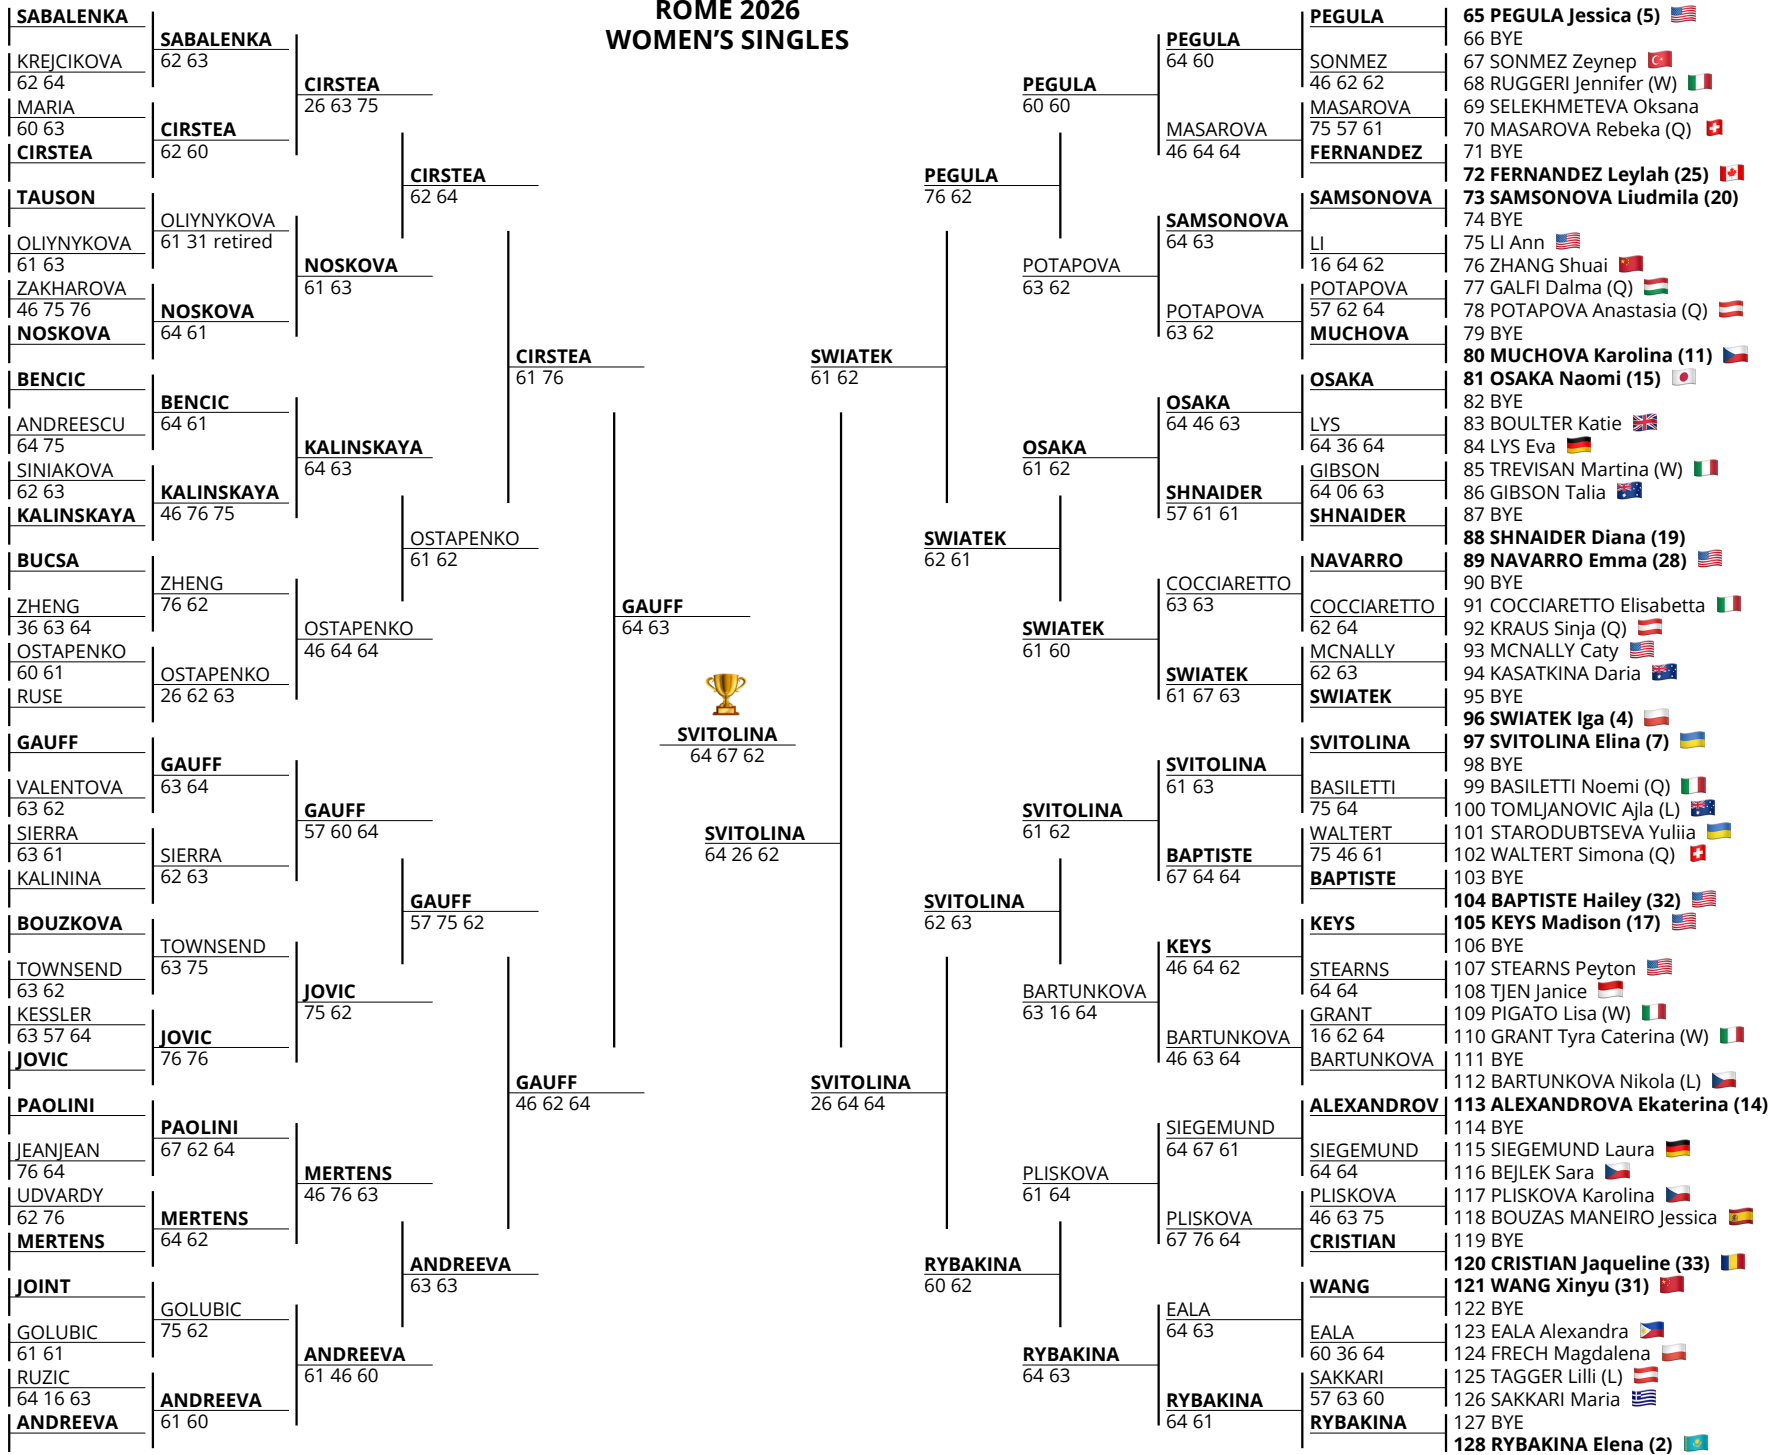 ROME 2026
WOMEN'S SINGLES
SABALENKA
KREJCIKOVA
62 64
MARIA
60 63
CIRSTEA
TAUSON
OLIYNYKOVA
61 63
ZAKHAROVA
46 75 76
NOSKOVA
BENCIC
ANDREESCU
64 75
SINIAKOVA
62 63
KALINSKAYA
BUCSA
ZHENG
36 63 64
OSTAPENKO
60 61
RUSE
GAUFF
VALENTOVA
63 62
SIERRA
63 61
KALININA
BOUZKOVA
TOWNSEND
63 62
KESSLER
63 57 64
JOVIC
PAOLINI
JEANJEAN
76 64
UDVARDY
62 76
MERTENS
JOINT
GOLUBIC
61 61
RUZIC
64 16 63
ANDREEVA
SABALENKA
62 63
CIRSTEA
62 60
OLIYNYKOVA
61 31 retired
NOSKOVA
64 61
BENCIC
64 61
KALINSKAYA
46 76 75
ZHENG
76 62
OSTAPENKO
26 62 63
GAUFF
63 64
SIERRA
62 63
TOWNSEND
63 75
JOVIC
76 76
PAOLINI
67 62 64
MERTENS
64 62
GOLUBIC
75 62
ANDREEVA
61 60
CIRSTEA
26 63 75
NOSKOVA
61 63
KALINSKAYA
64 63
OSTAPENKO
46 64 64
GAUFF
57 60 64
JOVIC
75 62
MERTENS
46 76 63
ANDREEVA
61 46 60
CIRSTEA
62 64
OSTAPENKO
61 62
GAUFF
57 75 62
ANDREEVA
63 63
CIRSTEA
61 76
GAUFF
46 62 64
GAUFF
64 63
SVITOLINA
64 67 62
SVITOLINA
64 26 62
SWIATEK
61 62
SVITOLINA
26 64 64
PEGULA
76 62
SWIATEK
62 61
SVITOLINA
62 63
RYBAKINA
60 62
PEGULA
60 60
POTAPOVA
63 62
OSAKA
61 62
SWIATEK
61 60
SVITOLINA
61 62
BARTUNKOVA
63 16 64
PLISKOVA
61 64
RYBAKINA
64 63
PEGULA
64 60
MASAROVA
46 64 64
SAMSONOVA
64 63
POTAPOVA
63 62
OSAKA
64 46 63
SHNAIDER
57 61 61
COCCIARETTO
63 63
SWIATEK
61 67 63
SVITOLINA
61 63
BAPTISTE
67 64 64
KEYS
46 64 62
BARTUNKOVA
46 63 64
SIEGEMUND
64 67 61
PLISKOVA
67 76 64
EALA
64 63
RYBAKINA
64 61
PEGULA
SONMEZ
46 62 62
MASAROVA
75 57 61
FERNANDEZ
SAMSONOVA
LI
16 64 62
POTAPOVA
57 62 64
MUCHOVA
OSAKA
LYS
64 36 64
GIBSON
64 06 63
SHNAIDER
NAVARRO
COCCIARETTO
62 64
MCNALLY
62 63
SWIATEK
SVITOLINA
BASILETTI
75 64
WALTERT
75 46 61
BAPTISTE
KEYS
STEARNS
64 64
GRANT
16 62 64
BARTUNKOVA
ALEXANDROV
SIEGEMUND
64 64
PLISKOVA
46 63 75
CRISTIAN
WANG
EALA
60 36 64
SAKKARI
57 63 60
RYBAKINA
65 PEGULA Jessica (5)
66 BYE
67 SONMEZ Zeynep
68 RUGGERI Jennifer (W)
69 SELEKHMETEVA Oksana
70 MASAROVA Rebeka (Q)
71 BYE
72 FERNANDEZ Leylah (25)
73 SAMSONOVA Liudmila (20)
74 BYE
75 LI Ann
76 ZHANG Shuai
77 GALFI Dalma (Q)
78 POTAPOVA Anastasia (Q)
79 BYE
80 MUCHOVA Karolina (11)
81 OSAKA Naomi (15)
82 BYE
83 BOULTER Katie
84 LYS Eva
85 TREVISAN Martina (W)
86 GIBSON Talia
87 BYE
88 SHNAIDER Diana (19)
89 NAVARRO Emma (28)
90 BYE
91 COCCIARETTO Elisabetta
92 KRAUS Sinja (Q)
93 MCNALLY Caty
94 KASATKINA Daria
95 BYE
96 SWIATEK Iga (4)
97 SVITOLINA Elina (7)
98 BYE
99 BASILETTI Noemi (Q)
100 TOMLJANOVIC Ajla (L)
101 STARODUBTSEVA Yuliia
102 WALTERT Simona (Q)
103 BYE
104 BAPTISTE Hailey (32)
105 KEYS Madison (17)
106 BYE
107 STEARNS Peyton
108 TJEN Janice
109 PIGATO Lisa (W)
110 GRANT Tyra Caterina (W)
111 BYE
112 BARTUNKOVA Nikola (L)
113 ALEXANDROVA Ekaterina (14)
114 BYE
115 SIEGEMUND Laura
116 BEJLEK Sara
117 PLISKOVA Karolina
118 BOUZAS MANEIRO Jessica
119 BYE
120 CRISTIAN Jaqueline (33)
121 WANG Xinyu (31)
122 BYE
123 EALA Alexandra
124 FRECH Magdalena
125 TAGGER Lilli (L)
126 SAKKARI Maria
127 BYE
128 RYBAKINA Elena (2)